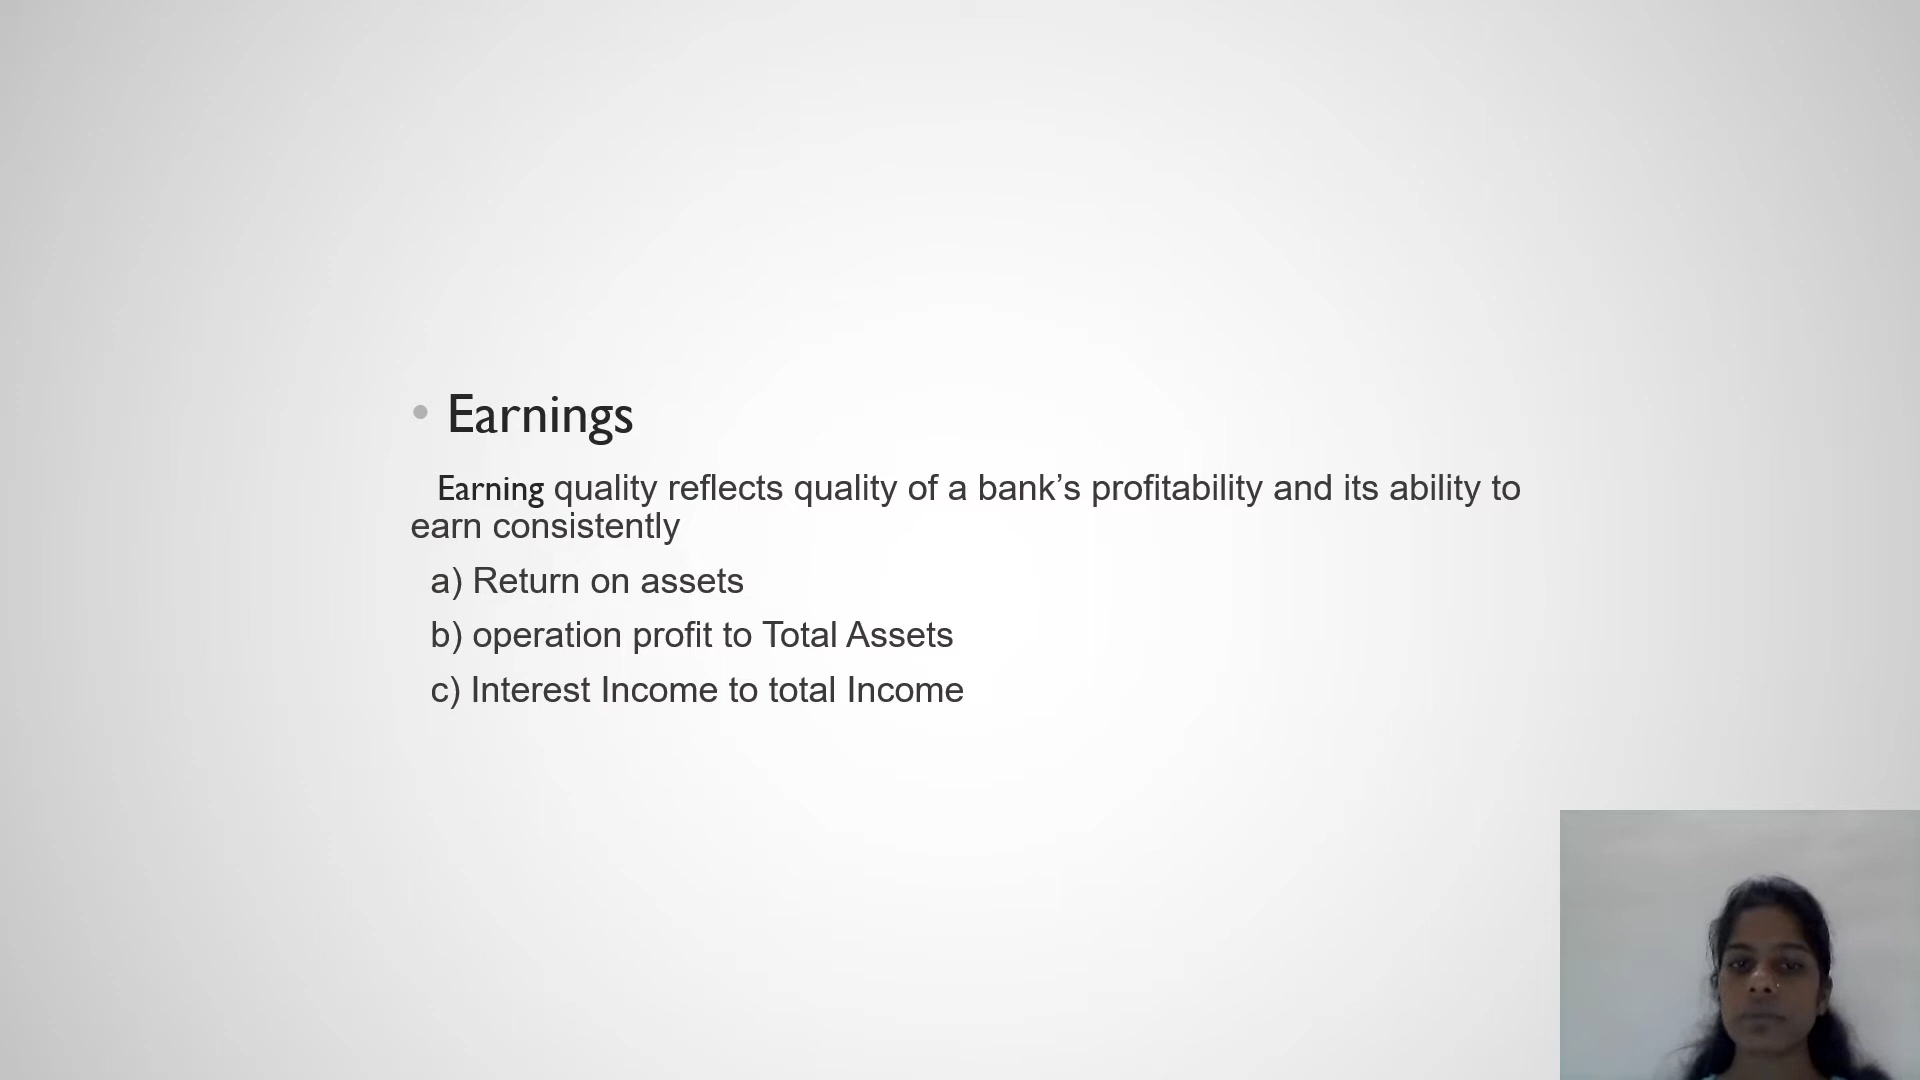 • Earnings
Earning quality reflects quality of a bank’s profitability and its ability to
earn consistently
a) Return on assets
b) operation profit to Total Assets
c) Interest Income to total Income